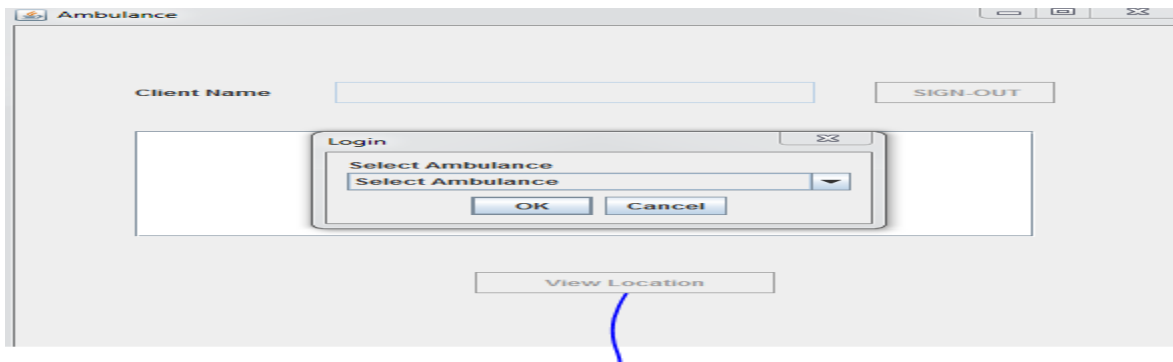 Ambulance
Client Name
SIGN-OUT
Login
Select Ambulance
Select Ambulance
OK Cancel
View Location